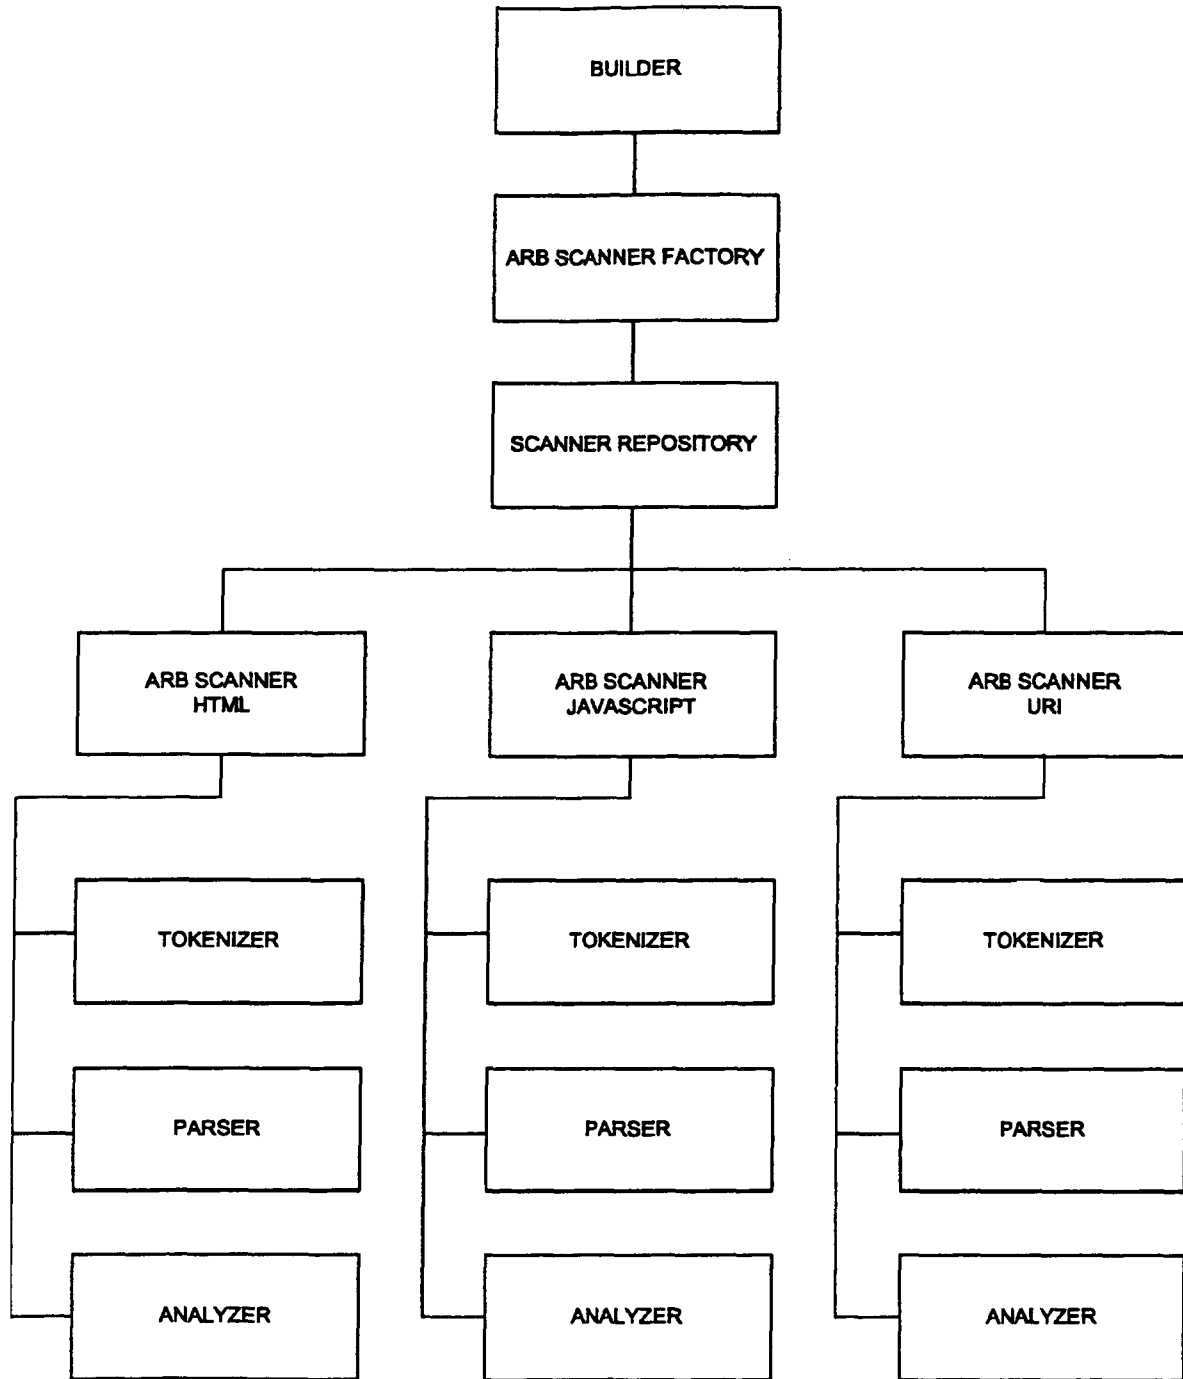 BUILDER
ARB SCANNER FACTORY
SCANNER REPOSITORY
ARB SCANNER
HTML
ARB SCANNER
JAVASCRIPT
ARB SCANNER
URI
TOKENIZER
TOKENIZER
TOKENIZER
PARSER
PARSER
PARSER
ANALYZER
ANALYZER
ANALYZER